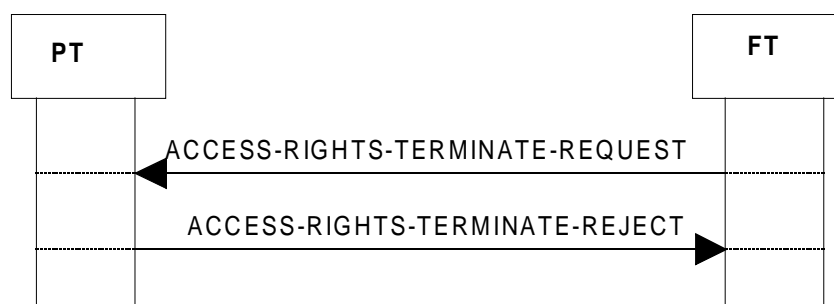 PT
FT
ACCESS-RIGHTS-TERMINATE-REQUEST
ACCESS-RIGHTS-TERMINATE-REJECT